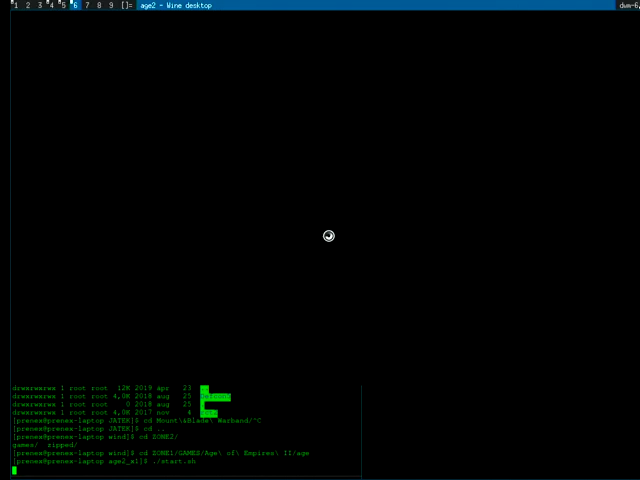 1 2 3 4 5 6 7 8 9 []= age2 - Wine desktop dwm-6.
drwxrwxrwx 1 root root 12K 2019 apr 23
drwxrwxrwx 1 root root 4,0K 2018 aug 25
drwxrwxrwx 1 root root 0 2018 aug 25
drwxrwxrwx 1 root root 4,0K 2017 nov 4
[prenex@prenex-laptop JATEK]$ cd Mount\&Blade\ Warband/^C
[prenex@prenex-laptop JATEK]$ cd ..
[prenex@prenex-laptop wind]$ cd ZONE2/
games/ zipped/
[prenex@prenex-laptop wind]$ cd ZONE1/GAMES/Age\ of\ Empires\ II/age
[prenex@prenex-laptop age2_x1]$ ./start.sh